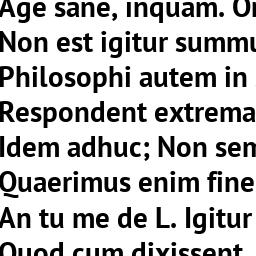 Age sane, inquam. Or
Non est igitur summu
Philosophi autem in
Respondent extrema
Idem adhuc; Non sem
Quaerimus enim fine
An tu me de L. Igitur
Quod cum dixissent